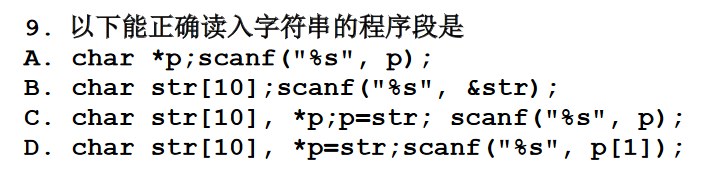 9. 以下能正确读入字符串的程序段是
A. char *p;scanf("%s", p);
B. char str[10];scanf("%s", &str);
C. char str[10], *p;p=str; scanf("%s", p);
D. char str[10], *p=str;scanf("%s", p[1]);